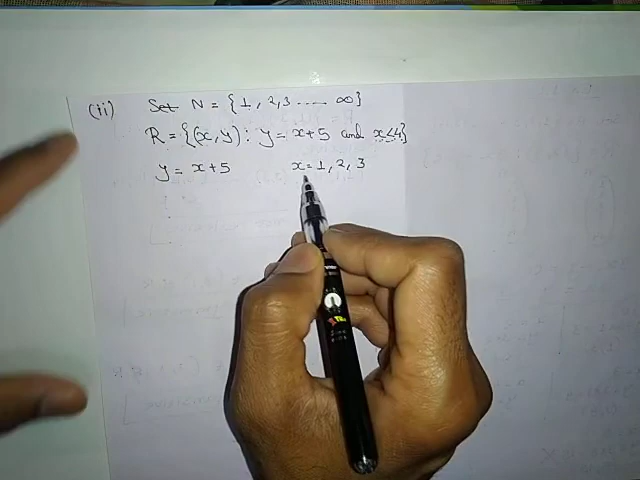 (ii) Set N = {1, 2, 3 ..... ∞}
R = {(x, y) : y = x+5 and x<4}
y = x+5 x = 1, 2, 3